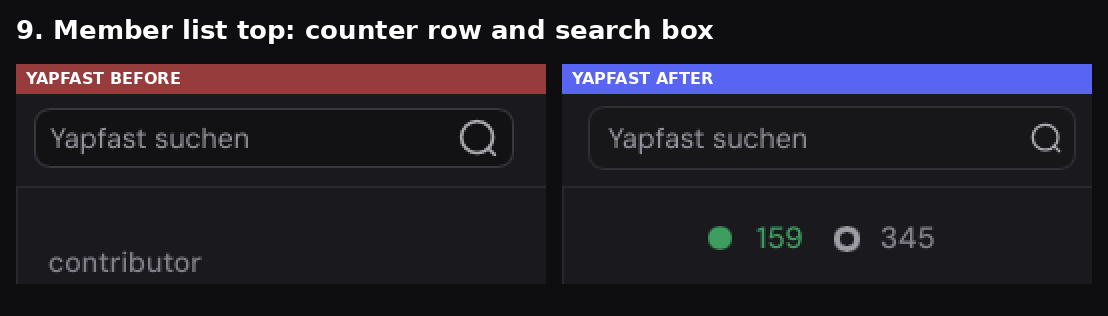 9. Member list top: counter row and search box
YAPFAST BEFORE
Yapfast suchen
contributor
YAPFAST AFTER
Yapfast suchen
159 345